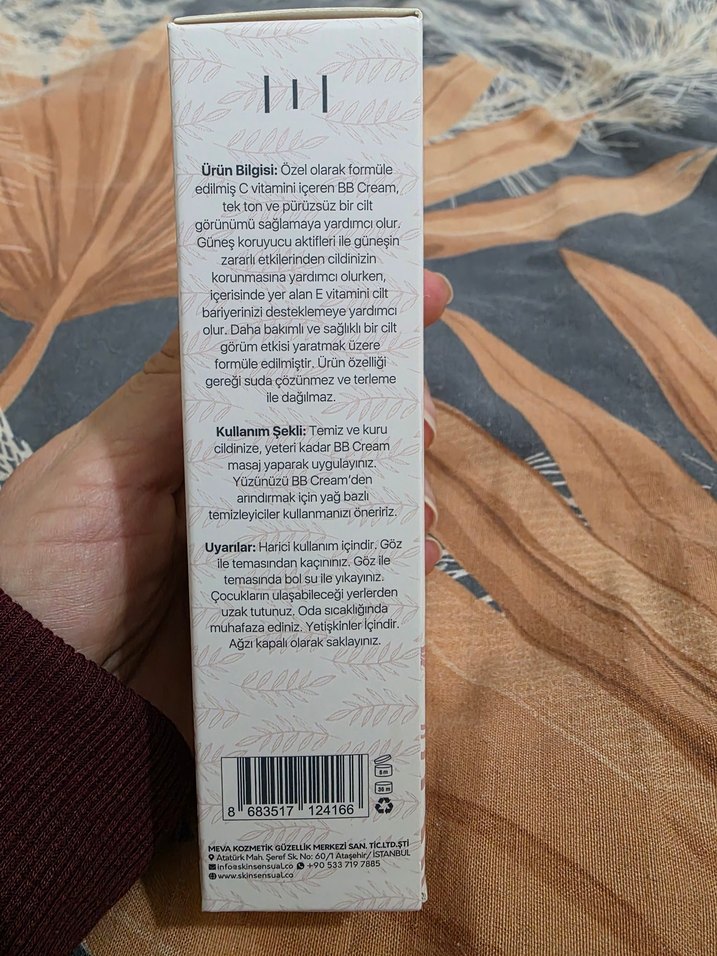 Ürün Bilgisi: Özel olarak formüle
edilmiş C vitamini içeren BB Cream,
tek ton ve pürüzsüz bir cilt
görünümü sağlamaya yardımcı olur.
Güneş koruyucu aktifleri ile güneşin
zararlı etkilerinden cildinizin
korunmasına yardımcı olurken,
içerisinde yer alan E vitamini cilt
bariyerinizi desteklemeye yardımcı
olur. Daha bakımlı ve sağlıklı bir cilt
görüm etkisi yaratmak üzere
formüle edilmiştir. Ürün özelliği
gereği suda çözünmez ve terleme
ile dağılmaz.
Kullanım Şekli: Temiz ve kuru
cildinize, yeteri kadar BB Cream
masaj yaparak uygulayınız.
Yüzünüzü BB Cream'den
arındırmak için yağ bazlı
temizleyiciler kullanmanızı öneririz.
Uyarılar: Harici kullanım içindir. Göz
ile temasından kaçınınız. Göz ile
temasında bol su ile yıkayınız.
Çocukların ulaşabileceği yerlerden
uzak tutunuz. Oda sıcaklığında
muhafaza ediniz. Yetişkinler İçindir.
Ağzı kapalı olarak saklayınız.
36 m
8 683517 124166
MEVA KOZMETİK GÜZELLİK MERKEZİ SAN. TİC.LTD.ŞTİ
Atatürk Mah. Şeref Sk. No: 60/1 Ataşehir/ İSTANBUL
info@skinsensual.co +90 533 719 7885
www.skinsensual.co